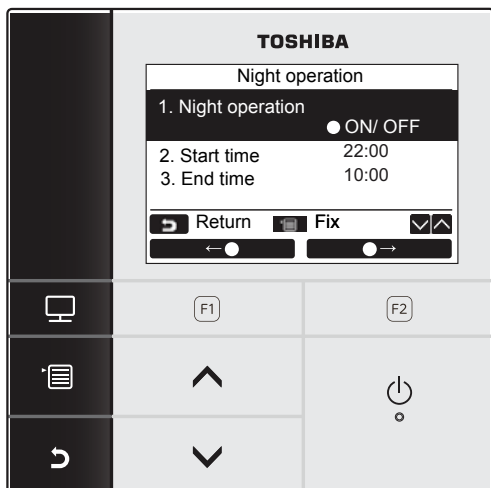 TOSHIBA
Night operation
1. Night operation
● ON/ OFF
2. Start time 22:00
3. End time 10:00
Return Fix
←● ●→
F1 F2